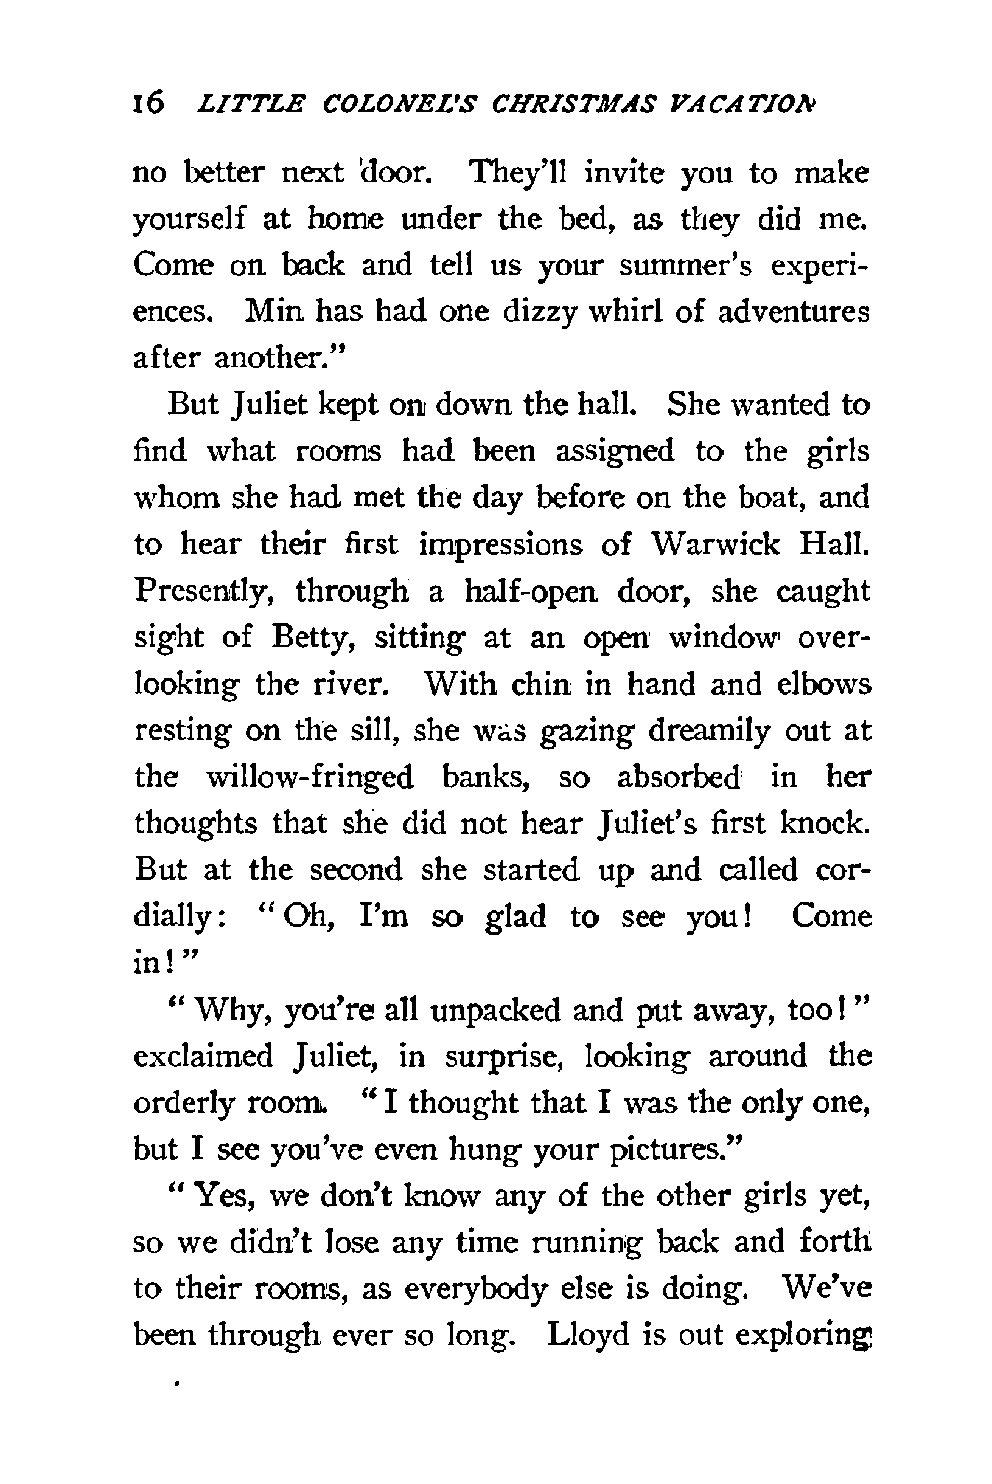 16 LITTLE COLONEL'S CHRISTMAS VACATION
no better next door. They'll invite you to make
yourself at home under the bed, as they did me.
Come on back and tell us your summer's experi-
ences. Min has had one dizzy whirl of adventures
after another."
But Juliet kept on down the hall. She wanted to
find what rooms had been assigned to the girls
whom she had met the day before on the boat, and
to hear their first impressions of Warwick Hall.
Presently, through a half-open door, she caught
sight of Betty, sitting at an open window over-
looking the river. With chin in hand and elbows
resting on the sill, she was gazing dreamily out at
the willow-fringed banks, so absorbed in her
thoughts that she did not hear Juliet's first knock.
But at the second she started up and called cor-
dially: "Oh, I'm so glad to see you! Come
in!"
"Why, you're all unpacked and put away, too!"
exclaimed Juliet, in surprise, looking around the
orderly room. "I thought that I was the only one,
but I see you've even hung your pictures."
"Yes, we don't know any of the other girls yet,
so we didn't lose any time running back and forth
to their rooms, as everybody else is doing. We've
been through ever so long. Lloyd is out exploring